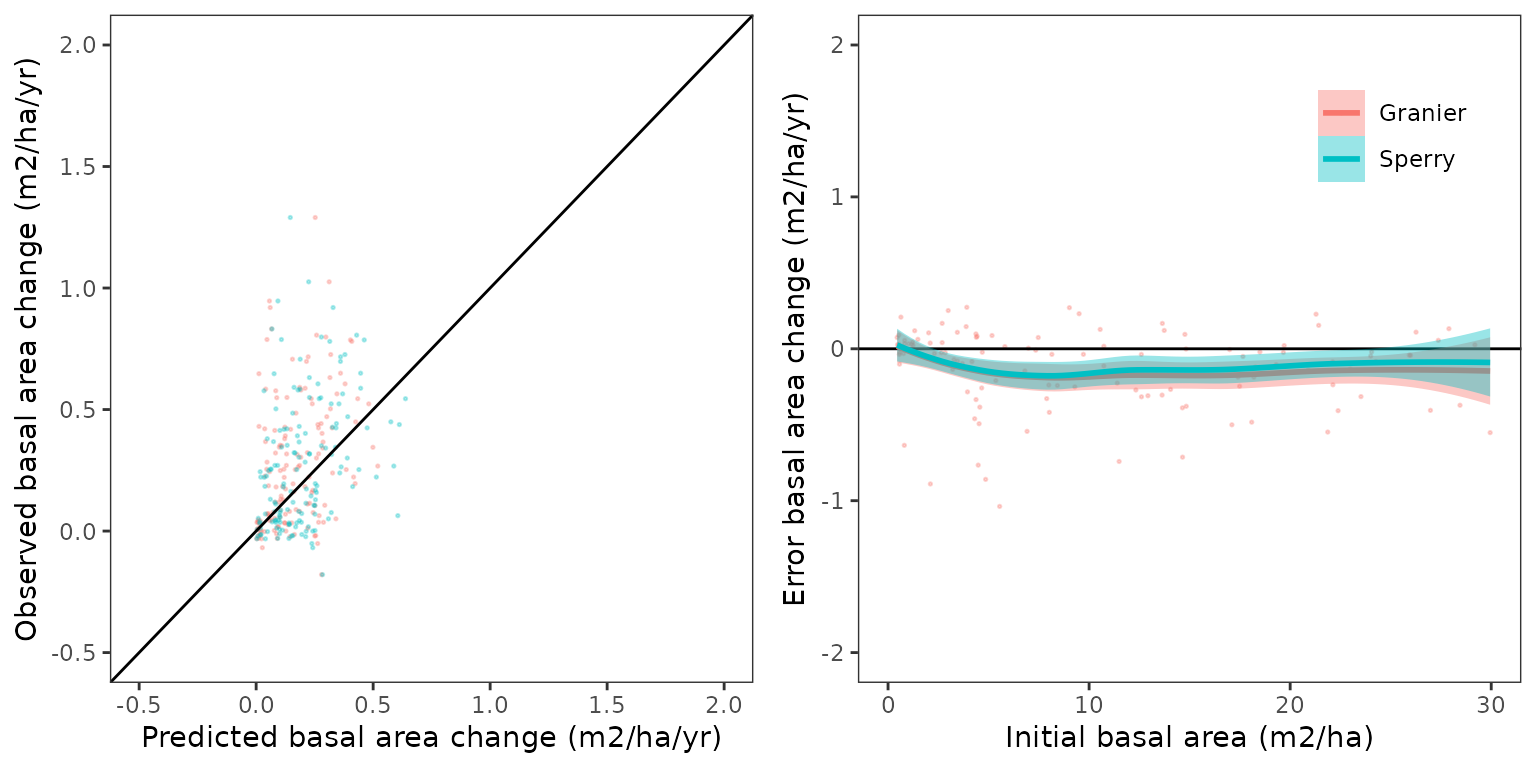 Observed basal area change (m2/ha/yr)
2.0
1.5
1.0
0.5
0.0
-0.5
-0.5 0.0 0.5 1.0 1.5 2.0
Predicted basal area change (m2/ha/yr)
Error basal area change (m2/ha/yr)
2
1
0
-1
-2
Granier
Sperry
0 10 20 30
Initial basal area (m2/ha)